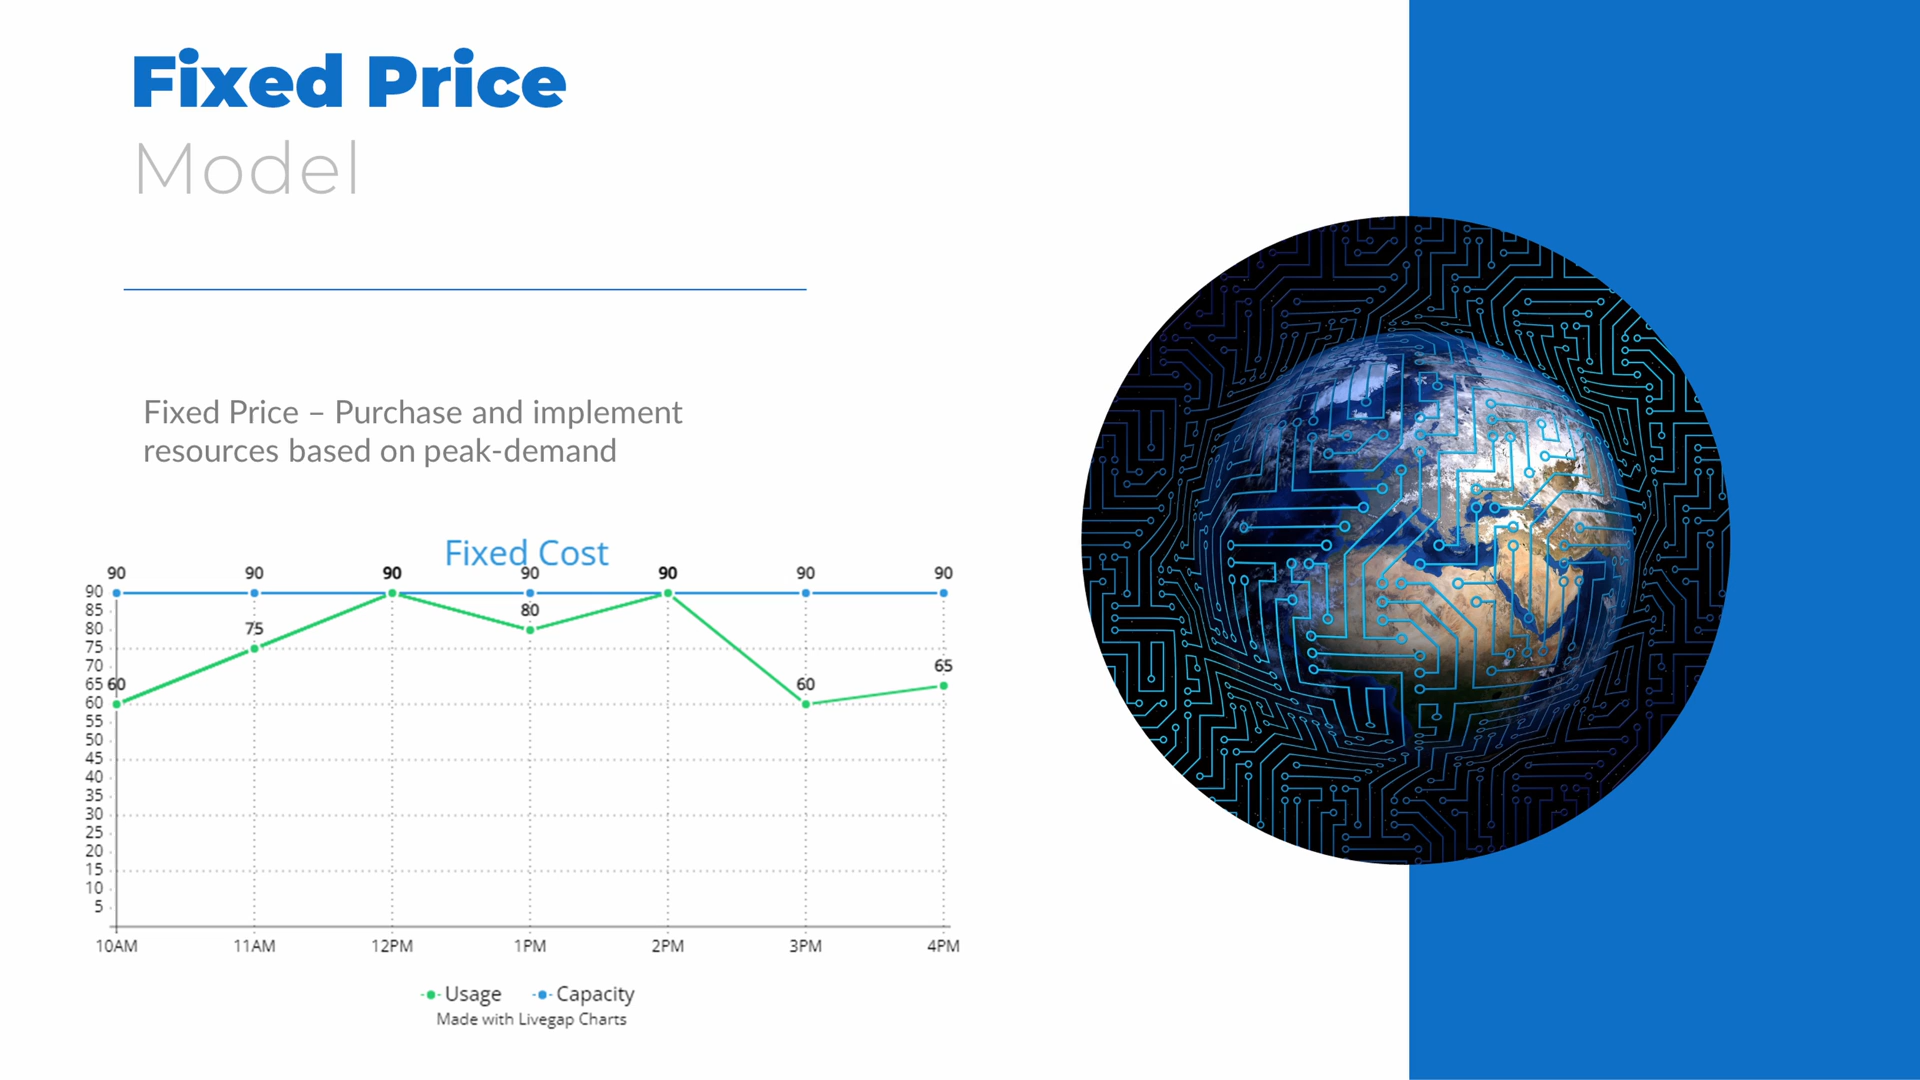 Fixed Price
Model
Fixed Price – Purchase and implement
resources based on peak-demand
Fixed Cost
90 90 90 90 90 90 90
90
85
80
75
70
65
60
55
50
45
40
35
30
25
20
15
10
5
60 75 80 60 65
10AM 11AM 12PM 1PM 2PM 3PM 4PM
Usage Capacity
Made with Livegap Charts